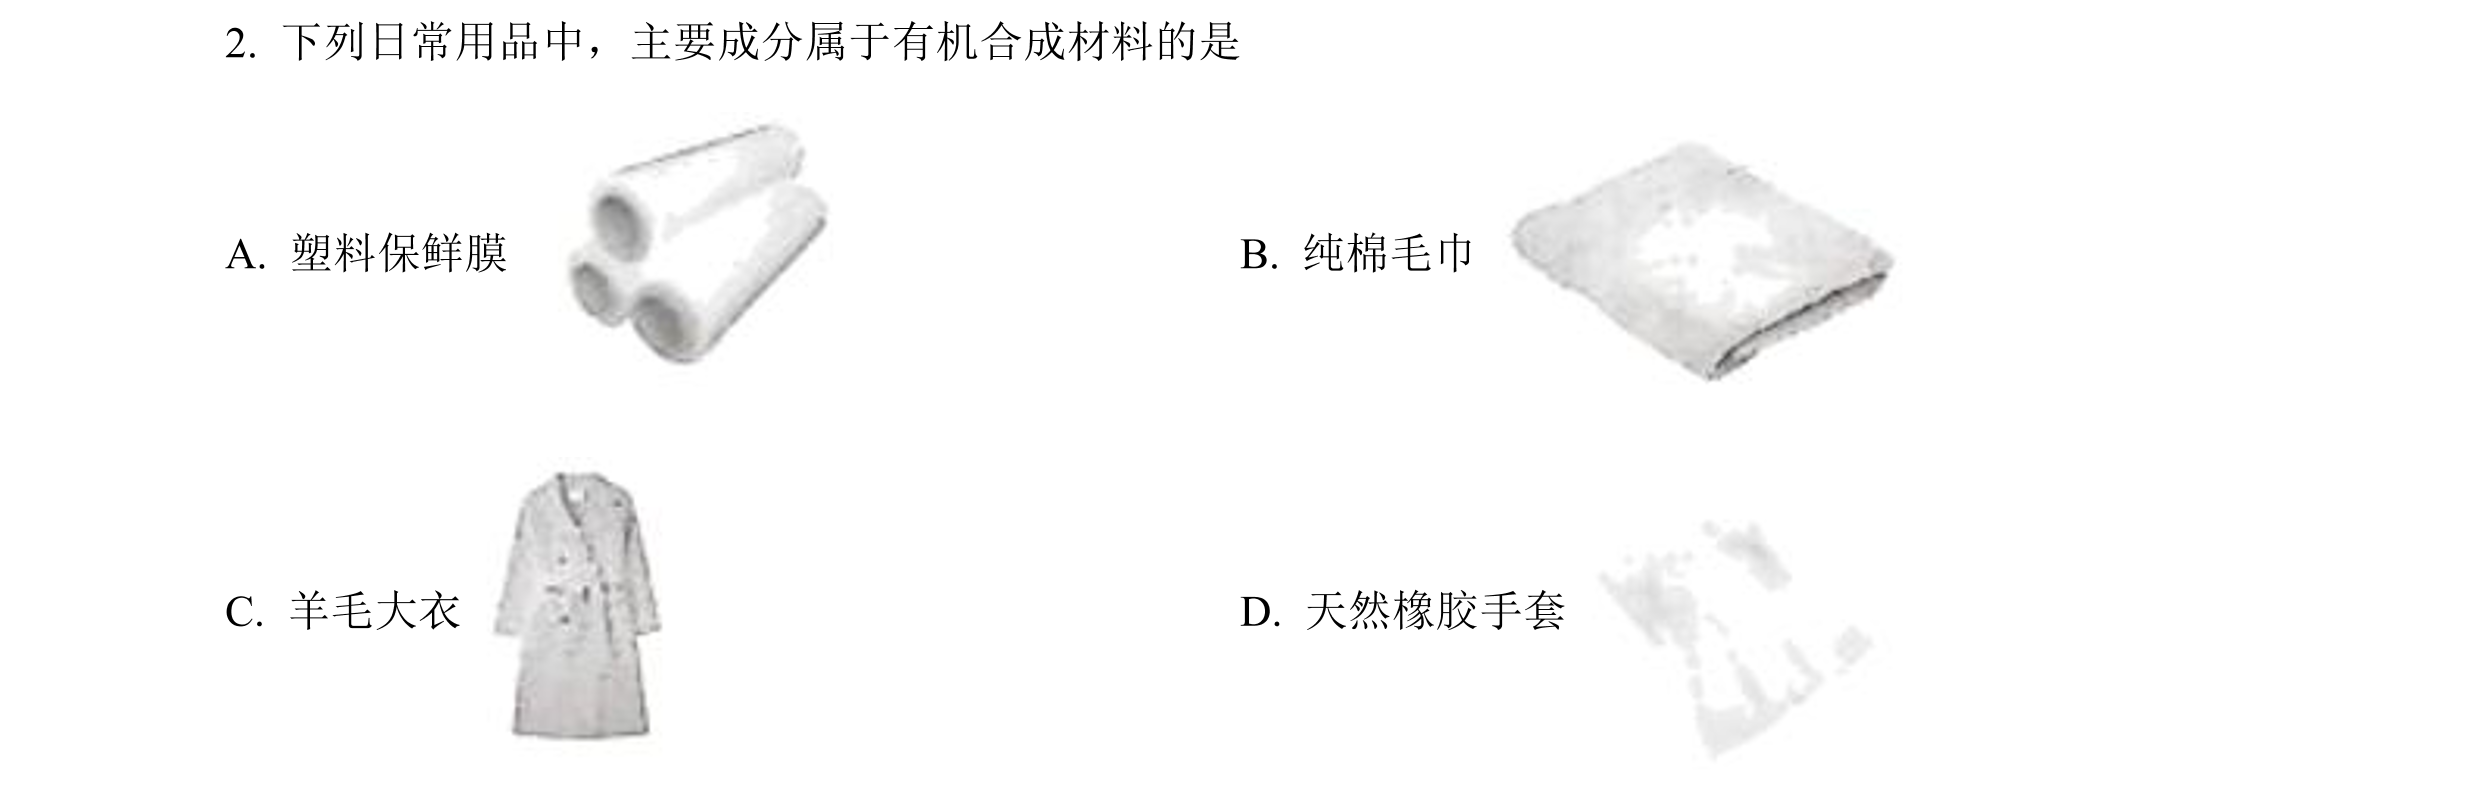 2. 下列日常用品中，主要成分属于有机合成材料的是
A. 塑料保鲜膜 B. 纯棉毛巾
C. 羊毛大衣 D. 天然橡胶手套